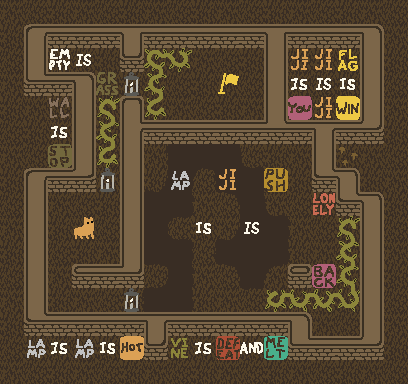 EMPTY IS JIJI JIJI FLAG
GRASS IS IS IS
WALL YOU JIJI WIN
IS
STOP
LAMP JIJI PUSH
LONELY
IS IS
BACK
LAMP IS LAMP IS HOT VINE IS DEFEAT AND MELT